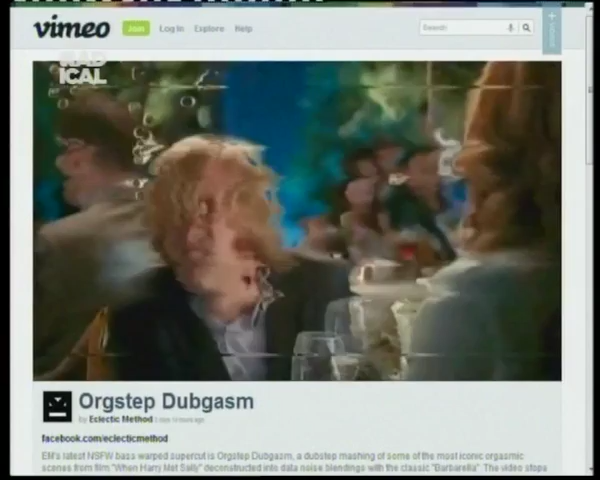 vimeo
Join
Log In
Explore
Help
Search
RAD
ICAL
Orgstep Dubgasm
by Eclectic Method
facebook.com/eclecticmethod
EM's latest NSFW bass warped supercut is Orgstep Dubgasm, a dubstep mashing of some of the most iconic orgasmic
scenes from film "When Harry Met Sally" deconstructed into data noise blendings with the classic "Barbarella". The video stops